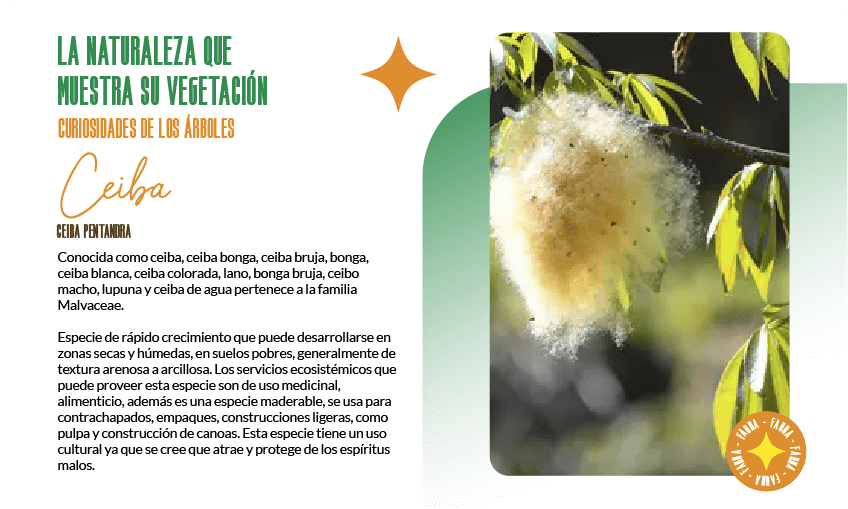 LA NATURALEZA QUE
MUESTRA SU VEGETACIÓN
CURIOSIDADES DE LOS ÁRBOLES
Ceiba
CEIBA PENTANDRA
Conocida como ceiba, ceiba bonga, ceiba bruja, bonga,
ceiba blanca, ceiba colorada, lano, bonga bruja, ceibo
macho, lupuna y ceiba de agua pertenece a la familia
Malvaceae.
Especie de rápido crecimiento que puede desarrollarse en
zonas secas y húmedas, en suelos pobres, generalmente de
textura arenosa a arcillosa. Los servicios ecosistémicos que
puede proveer esta especie son de uso medicinal,
alimenticio, además es una especie maderable, se usa para
contrachapados, empaques, construcciones ligeras, como
pulpa y construcción de canoas. Esta especie tiene un uso
cultural ya que se cree que atrae y protege de los espíritus
malos.
FAUNA - FAUNA - FAUNA - FAUNA - FAUNA -